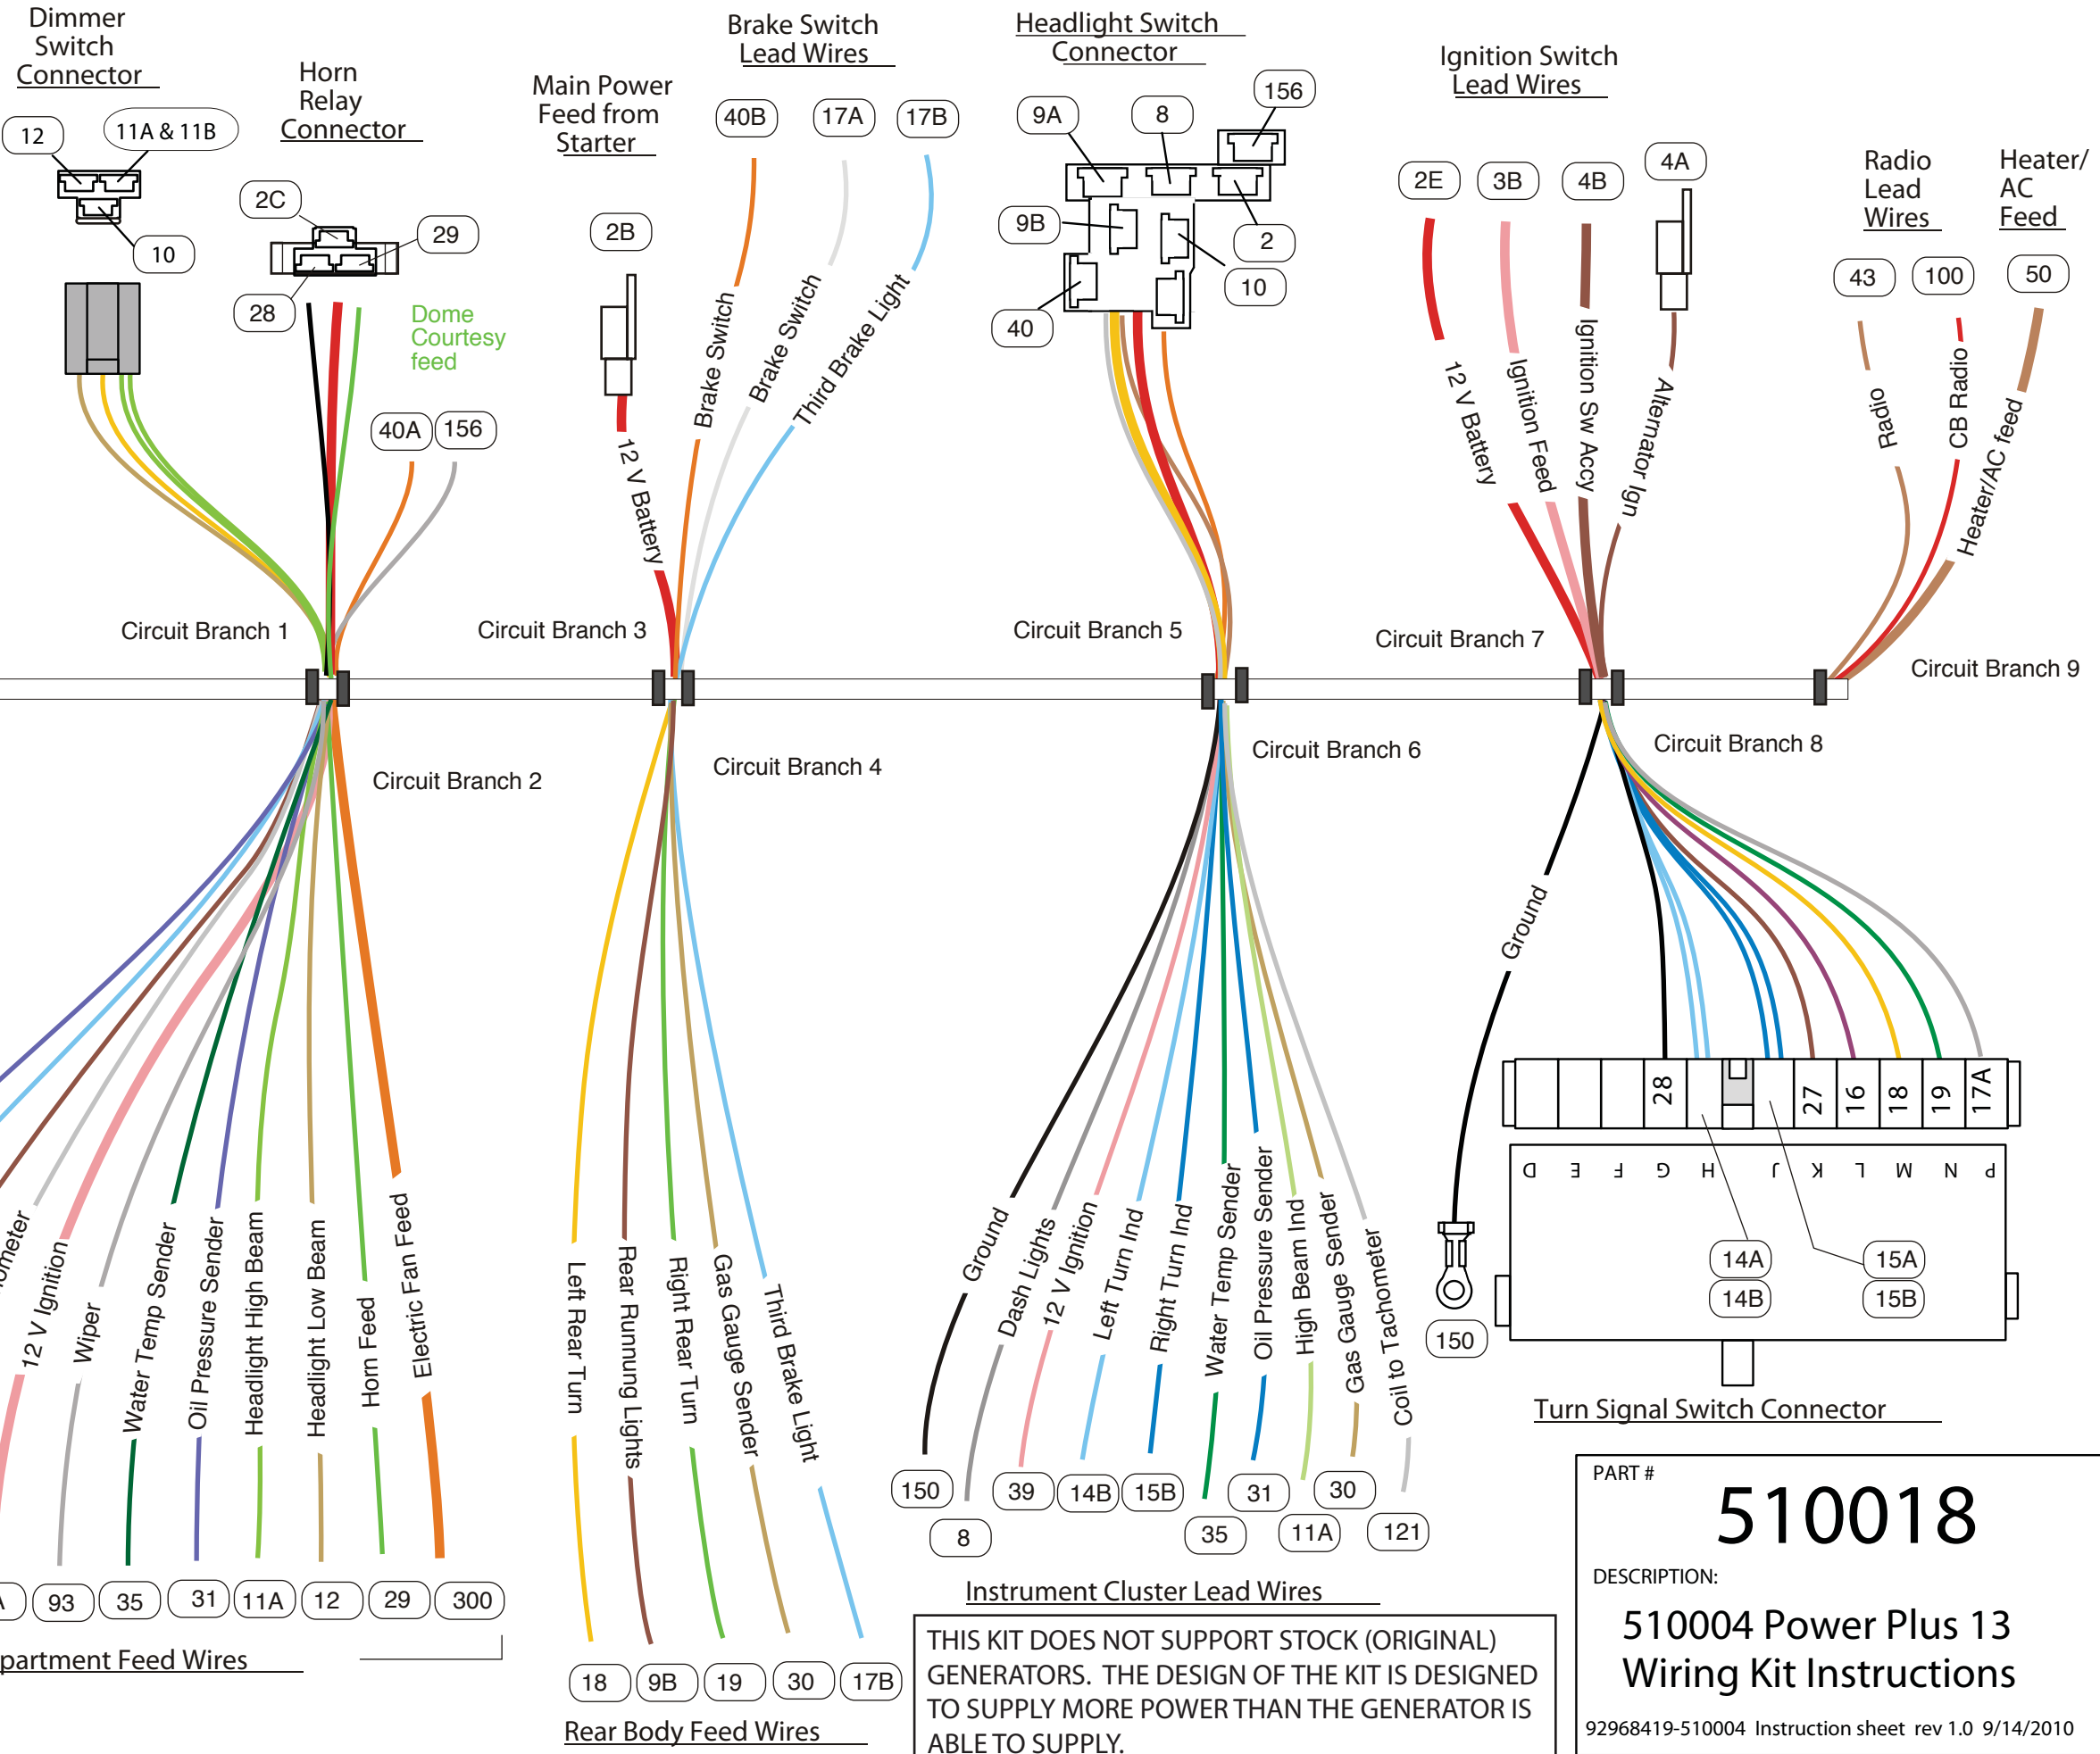 Dimmer
Switch
Connector
12
11A & 11B
10
Horn
Relay
Connector
2C
29
28
Dome
Courtesy
feed
40A
156
Main Power
Feed from
Starter
2B
12 V Battery
Brake Switch
Lead Wires
40B
17A
17B
Brake Switch
Brake Switch
Third Brake Light
Headlight Switch
Connector
9A
8
156
9B
2
10
40
Ignition Switch
Lead Wires
2E
3B
4B
4A
12 V Battery
Ignition Feed
Ignition Sw Accy
Alternator Ign
Radio
Lead
Wires
Heater/
AC
Feed
43
100
50
Radio
CB Radio
Heater/AC feed
Circuit Branch 1
Circuit Branch 3
Circuit Branch 5
Circuit Branch 7
Circuit Branch 9
Circuit Branch 2
Circuit Branch 4
Circuit Branch 6
Circuit Branch 8
ometer
12 V Ignition
Wiper
Water Temp Sender
Oil Pressure Sender
Headlight High Beam
Headlight Low Beam
Horn Feed
Electric Fan Feed
93
35
31
11A
12
29
300
partment Feed Wires
Left Rear Turn
Rear Runnung Lights
Right Rear Turn
Gas Gauge Sender
Third Brake Light
18
9B
19
30
17B
Rear Body Feed Wires
Ground
Dash Lights
12 V Ignition
Left Turn Ind
Right Turn Ind
Water Temp Sender
Oil Pressure Sender
High Beam Ind
Gas Gauge Sender
Coil to Tachometer
150
8
39
14B
15B
35
31
11A
30
121
Instrument Cluster Lead Wires
Ground
150
28
27
16
18
19
17A
D E F G H J K L M N P
14A
14B
15A
15B
Turn Signal Switch Connector
THIS KIT DOES NOT SUPPORT STOCK (ORIGINAL)
GENERATORS. THE DESIGN OF THE KIT IS DESIGNED
TO SUPPLY MORE POWER THAN THE GENERATOR IS
ABLE TO SUPPLY.
PART #
510018
DESCRIPTION:
510004 Power Plus 13
Wiring Kit Instructions
92968419-510004 Instruction sheet rev 1.0 9/14/2010